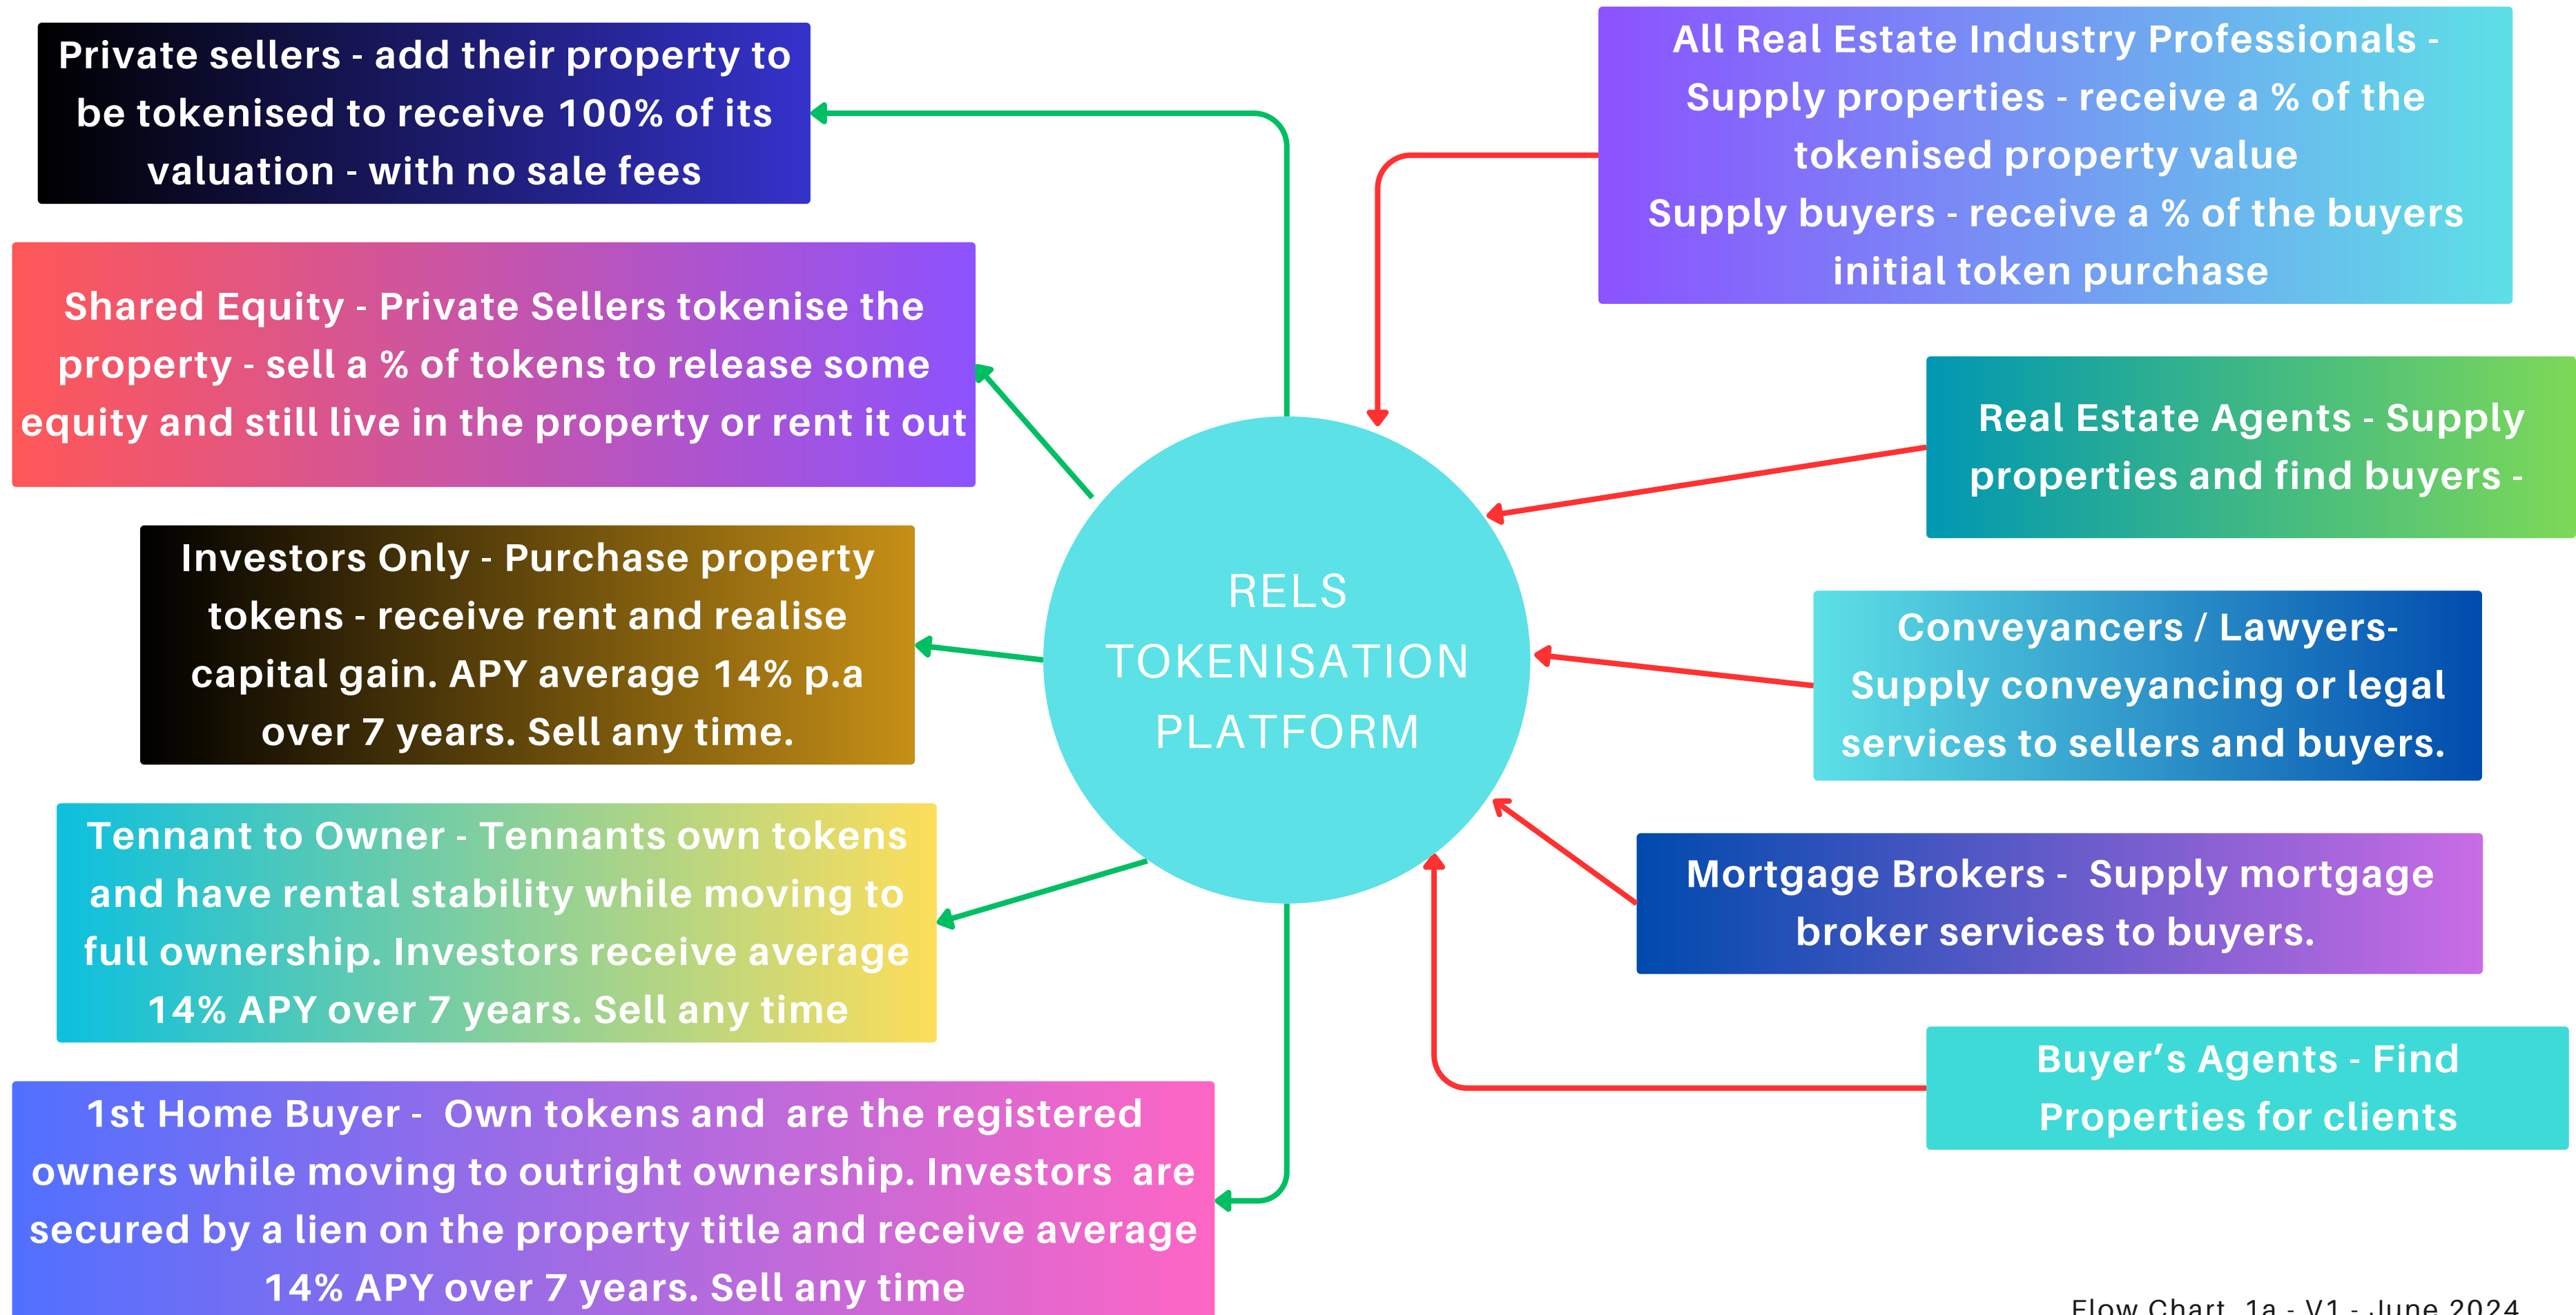 Private sellers - add their property to
be tokenised to receive 100% of its
valuation - with no sale fees
Shared Equity - Private Sellers tokenise the
property - sell a % of tokens to release some
equity and still live in the property or rent it out
Investors Only - Purchase property
tokens - receive rent and realise
capital gain. APY average 14% p.a
over 7 years. Sell any time.
Tennant to Owner - Tennants own tokens
and have rental stability while moving to
full ownership. Investors receive average
14% APY over 7 years. Sell any time
1st Home Buyer - Own tokens and are the registered
owners while moving to outright ownership. Investors are
secured by a lien on the property title and receive average
14% APY over 7 years. Sell any time
RELS
TOKENISATION
PLATFORM
All Real Estate Industry Professionals -
Supply properties - receive a % of the
tokenised property value
Supply buyers - receive a % of the buyers
initial token purchase
Real Estate Agents - Supply
properties and find buyers -
Conveyancers / Lawyers-
Supply conveyancing or legal
services to sellers and buyers.
Mortgage Brokers - Supply mortgage
broker services to buyers.
Buyer’s Agents - Find
Properties for clients
Flow Chart 1a - V1 - June 2024